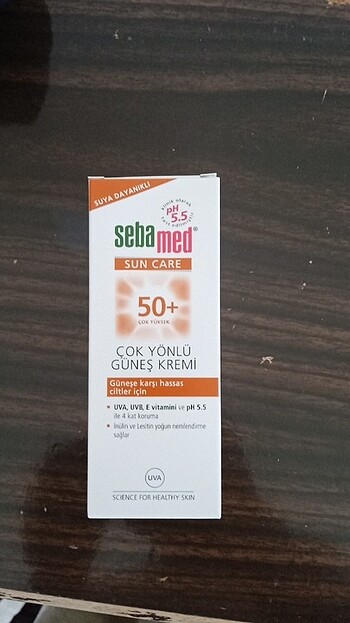 SUYA DAYANIKLI
pH
5.5
sebamed®
SUN CARE
50+
ÇOK YÜKSEK
ÇOK YÖNLÜ
GÜNEŞ KREMİ
Güneşe karşı hassas
ciltler için
• UVA, UVB, E vitamini ve pH 5.5
ile 4 kat koruma
• İnülin ve Lesitin yoğun nemlendirme
sağlar
UVA
SCIENCE FOR HEALTHY SKIN